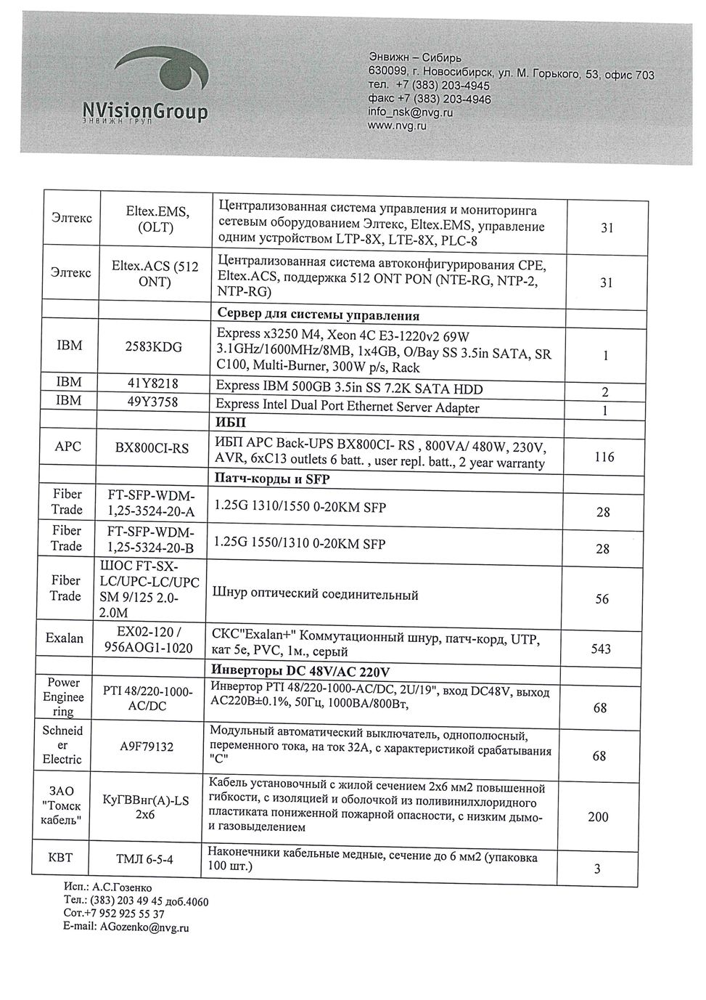 NVisionGroup
ЭНВИЖН ГРУП
Энвижн – Сибирь
630099, г. Новосибирск, ул. М. Горького, 53, офис 703
тел. +7 (383) 203-4945
факс +7 (383) 203-4946
info_nsk@nvg.ru
www.nvg.ru
Элтекс
Eltex.EMS,
(OLT)
Централизованная система управления и мониторинга
сетевым оборудованием Элтекс, Eltex.EMS, управление
одним устройством LTP-8X, LTE-8X, PLC-8
31
Элтекс
Eltex.ACS (512
ONT)
Централизованная система автоконфигурирования CPE,
Eltex.ACS, поддержка 512 ONT PON (NTE-RG, NTP-2,
NTP-RG)
31
Сервер для системы управления
IBM
2583KDG
Express x3250 M4, Xeon 4C E3-1220v2 69W
3.1GHz/1600MHz/8MB, 1x4GB, O/Bay SS 3.5in SATA, SR
C100, Multi-Burner, 300W p/s, Rack
1
IBM
41Y8218
Express IBM 500GB 3.5in SS 7.2K SATA HDD
2
IBM
49Y3758
Express Intel Dual Port Ethernet Server Adapter
1
ИБП
APC
BX800CI-RS
ИБП APC Back-UPS BX800CI- RS , 800VA/ 480W, 230V,
AVR, 6xC13 outlets 6 batt. , user repl. batt., 2 year warranty
116
Патч-корды и SFP
Fiber
Trade
FT-SFP-WDM-
1,25-3524-20-A
1.25G 1310/1550 0-20KM SFP
28
Fiber
Trade
FT-SFP-WDM-
1,25-5324-20-B
1.25G 1550/1310 0-20KM SFP
28
Fiber
Trade
ШОС FT-SX-
LC/UPC-LC/UPC
SM 9/125 2.0-
2.0M
Шнур оптический соединительный
56
Exalan
EX02-120 /
956AOG1-1020
СКС"Exalan+" Коммутационный шнур, патч-корд, UTP,
кат 5е, PVC, 1м., серый
543
Инверторы DC 48V/AC 220V
Power
Enginee
ring
PTI 48/220-1000-
AC/DC
Инвертор PTI 48/220-1000-AC/DC, 2U/19", вход DC48V, выход
AC220В±0.1%, 50Гц, 1000ВА/800Вт,
68
Schneid
er
Electric
A9F79132
Модульный автоматический выключатель, однополюсный,
переменного тока, на ток 32А, с характеристикой срабатывания
"С"
68
ЗАО
"Томск
кабель"
КуГВВнг(А)-LS
2х6
Кабель установочный с жилой сечением 2х6 мм2 повышенной
гибкости, с изоляцией и оболочкой из поливинилхлоридного
пластиката пониженной пожарной опасности, с низким дымо-
и газовыделением
200
КВТ
ТМЛ 6-5-4
Наконечники кабельные медные, сечение до 6 мм2 (упаковка
100 шт.)
3
Исп.: А.С.Гозенко
Тел.: (383) 203 49 45 доб.4060
Сот.+7 952 925 55 37
E-mail: AGozenko@nvg.ru